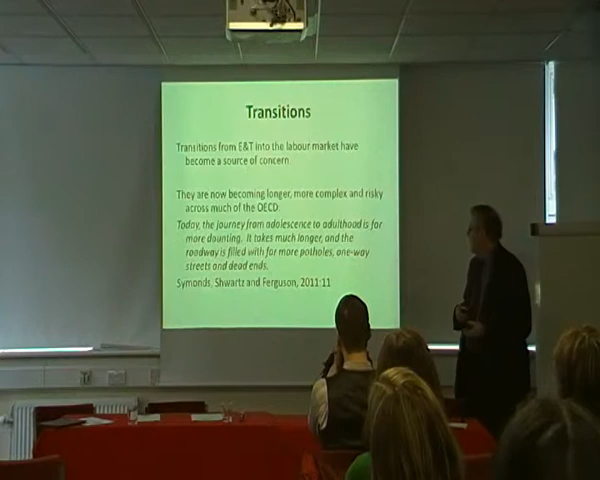 Transitions
Transitions from E&T into the labour market have
become a source of concern.
They are now becoming longer, more complex and risky
across much of the OECD.
Today, the journey from adolescence to adulthood is far
more daunting. It takes much longer, and the
roadway is filled with far more potholes, one-way
streets and dead ends.
Symonds, Shwartz and Ferguson, 2011:11